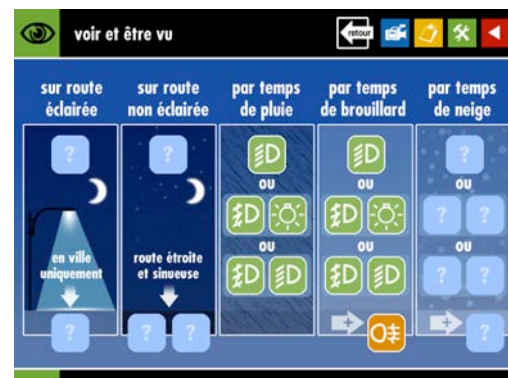 voir et être vu
retour
sur route
éclairée
sur route
non éclairée
par temps
de pluie
par temps
de brouillard
par temps
de neige
?
?
?
ou
ou
ou
? ?
en ville
uniquement
route étroite
et sinueuse
ou
ou
ou
? ?
?
? ?
+
+
?